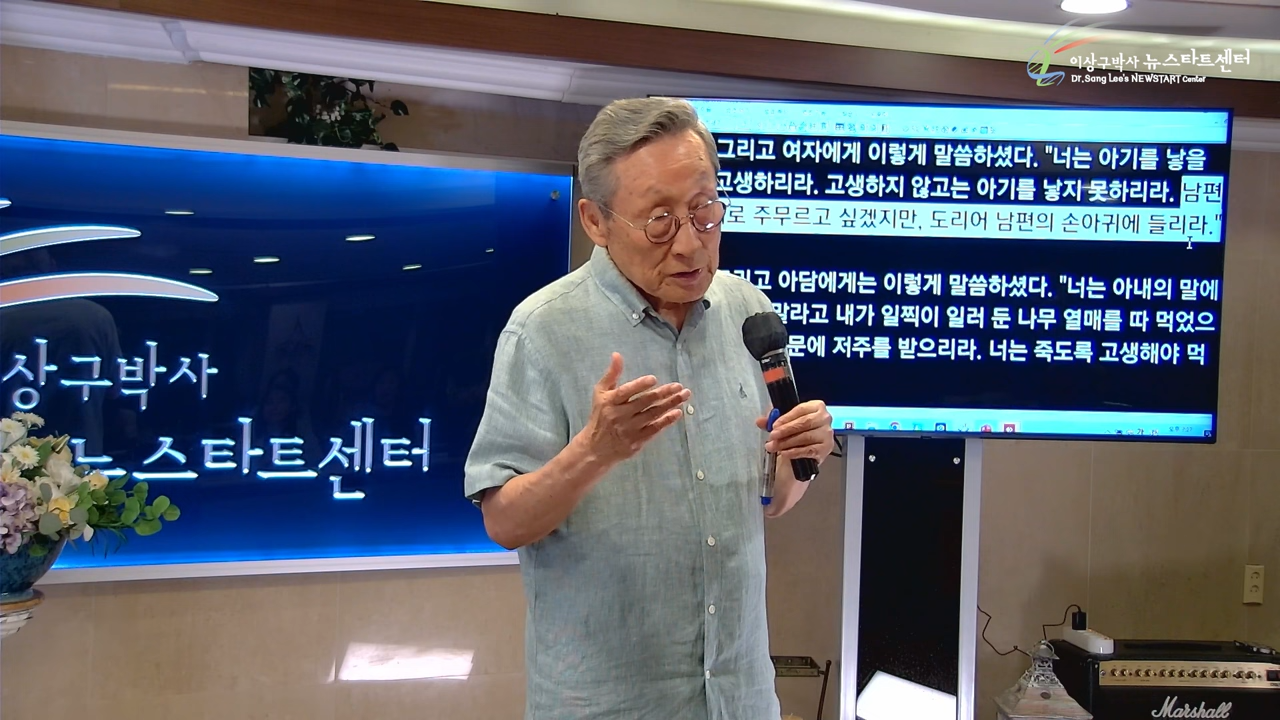 이상구박사 뉴스타트센터
Dr. Sang Lee's NEWSTART Center
그리고 여자에게 이렇게 말씀하셨다. "너는 아기를 낳을
고생하리라. 고생하지 않고는 아기를 낳지 못하리라. 남편
로 주무르고 싶겠지만, 도리어 남편의 손아귀에 들리라."
그리고 아담에게는 이렇게 말씀하셨다. "너는 아내의 말에
말라고 내가 일찍이 일러 둔 나무 열매를 따 먹었으
문에 저주를 받으리라. 너는 죽도록 고생해야 먹
상구박사
뉴스타트센터
Marshall